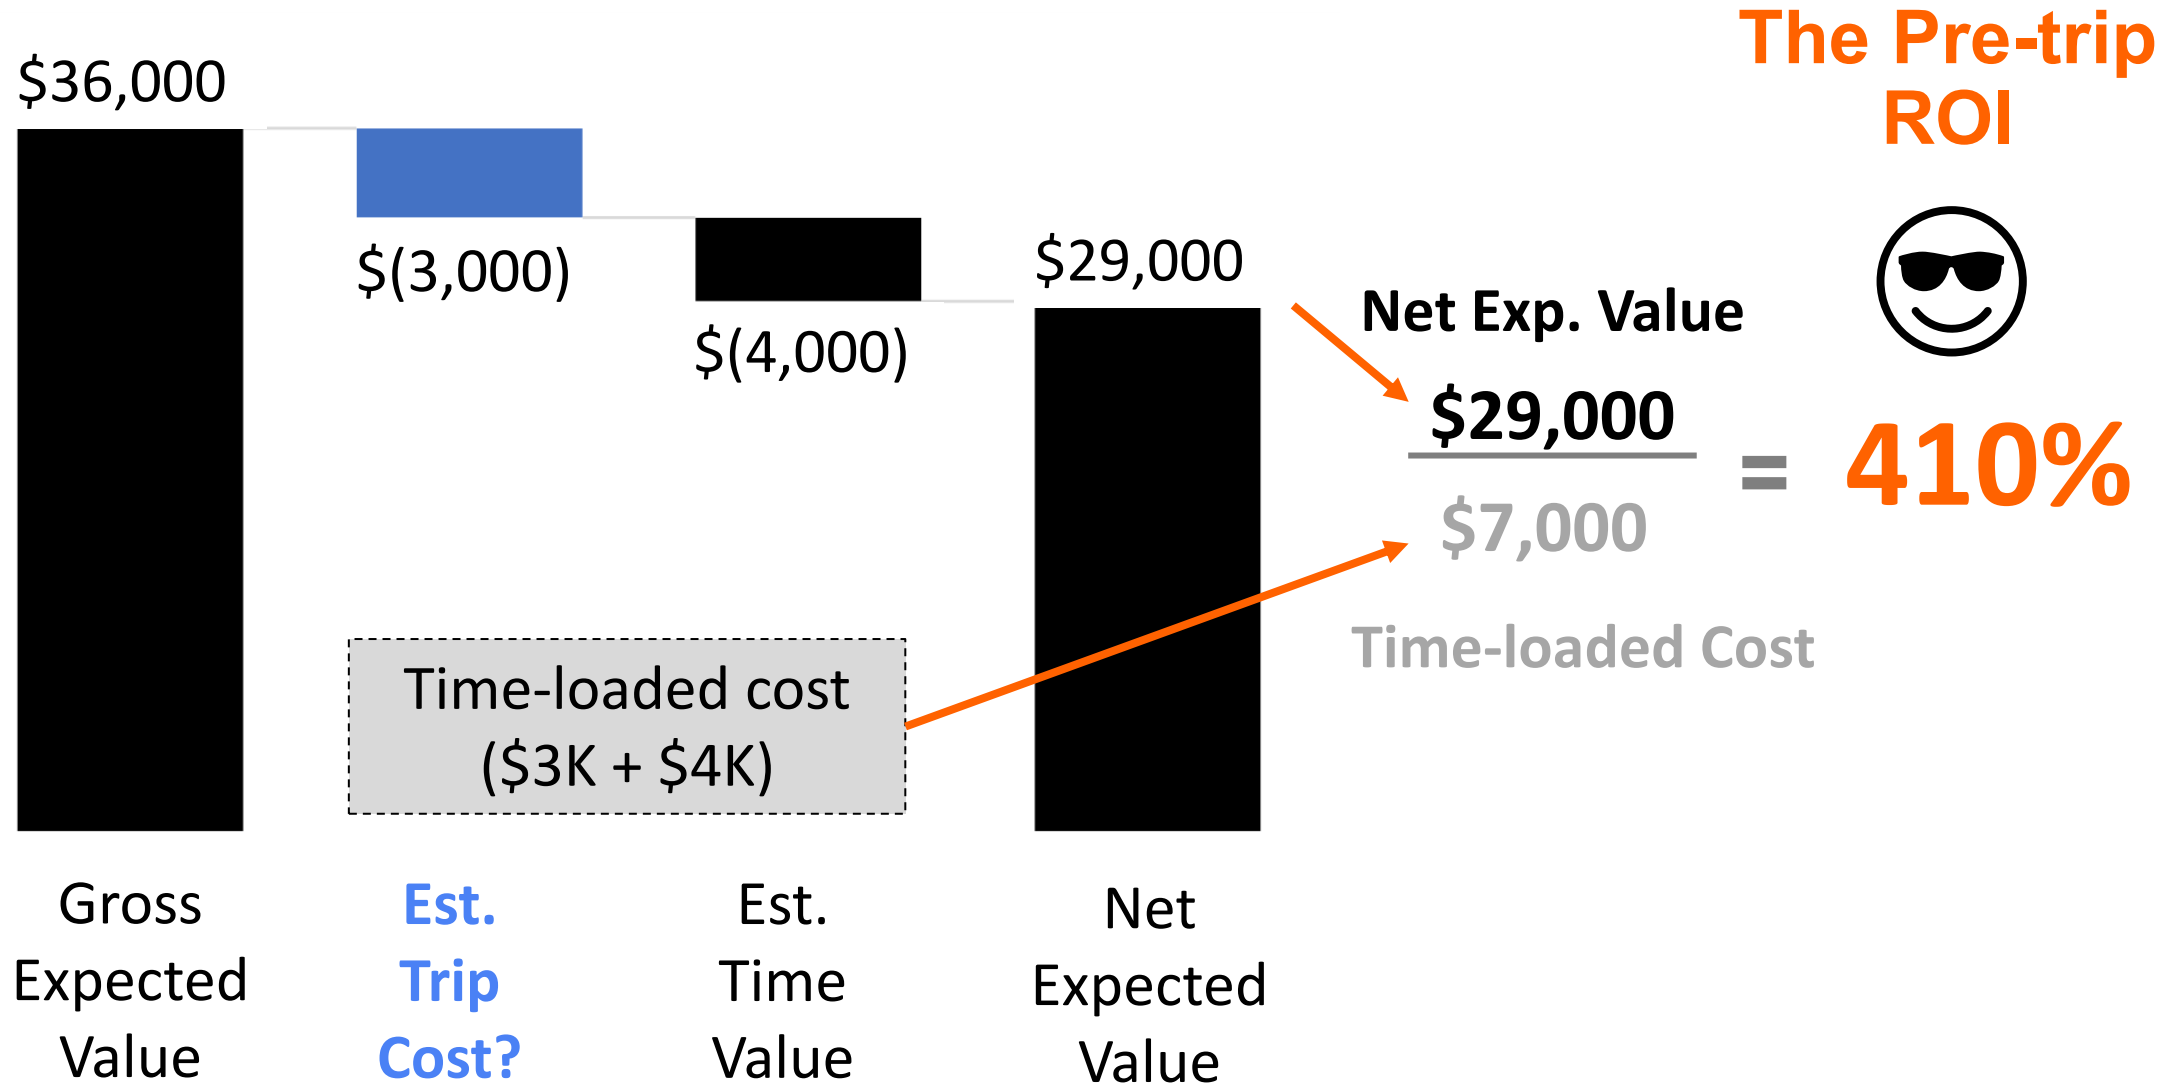 The Pre-trip
ROI
$36,000
$(3,000)
$(4,000)
$29,000
Net Exp. Value
$29,000
$7,000
= 410%
Time-loaded Cost
Time-loaded cost
($3K + $4K)
Gross
Expected
Value
Est.
Trip
Cost?
Est.
Time
Value
Net
Expected
Value